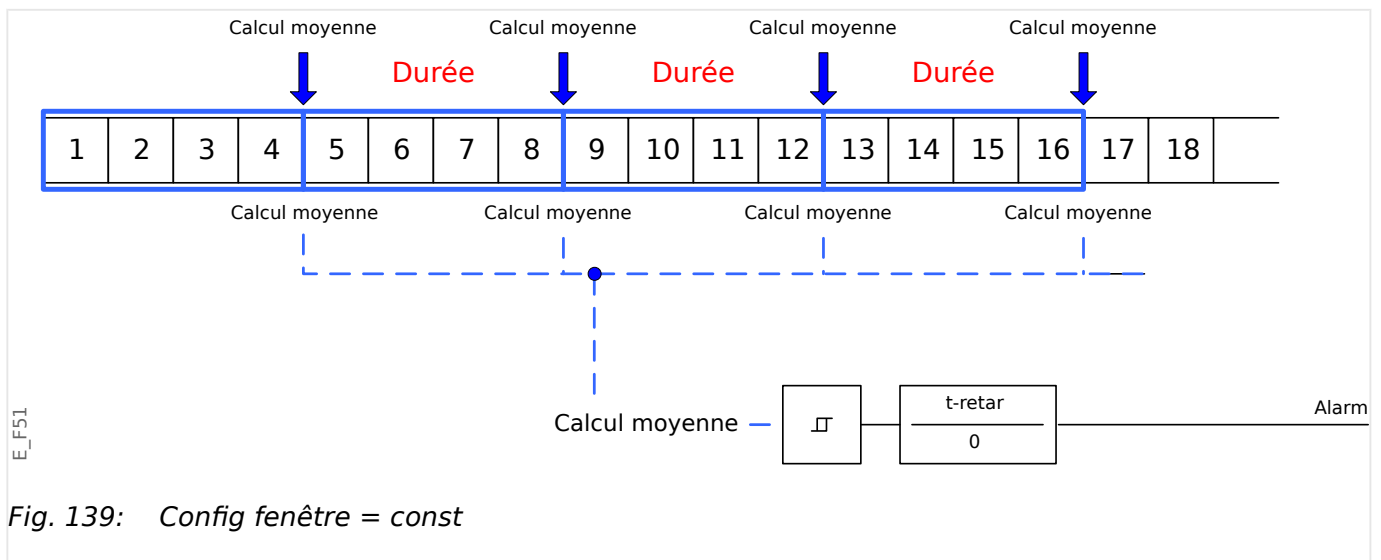 Calcul moyenne Calcul moyenne Calcul moyenne Calcul moyenne
Durée Durée Durée
1 2 3 4 5 6 7 8 9 10 11 12 13 14 15 16 17 18
Calcul moyenne Calcul moyenne Calcul moyenne Calcul moyenne
t-retar
Alarm
Calcul moyenne
0
E_F51
Fig. 139: Config fenêtre = const